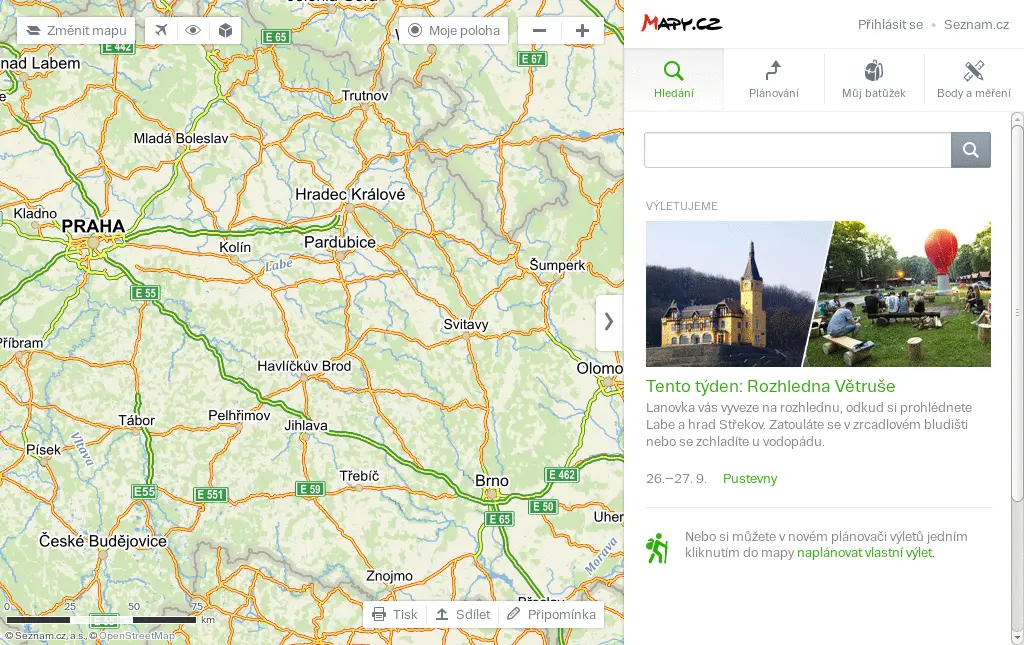 Změnit mapu
Moje poloha
MAPY.CZ
Přihlásit se • Seznam.cz
Hledání
Plánování
Můj batůžek
Body a měření
VÝLETUJEME
Tento týden: Rozhledna Větruše
Lanovka vás vyveze na rozhlednu, odkud si prohlédnete
Labe a hrad Střekov. Zatouláte se v zrcadlovém bludišti
nebo se zchladíte u vodopádu.
26.–27. 9. Pustevny
Nebo si můžete v novém plánovači výletů jedním
kliknutím do mapy naplánovat vlastní výlet.
E 65
E 442
E 67
nad Labem
Trutnov
Mladá Boleslav
Hradec Králové
Kladno
PRAHA
Kolín
Pardubice
Labe
Šumperk
E 55
Svitavy
Příbram
Havlíčkův Brod
Olomo
Tábor
Pelhřimov
Jihlava
Vltava
Písek
Třebíč
Brno
E 462
E55
E 551
E 59
E 50
E 65
Uher
České Budějovice
Morava
Znojmo
Břeclav
0 25 50 75
km
Tisk
Sdílet
Připomínka
© Seznam.cz, a.s., © OpenStreetMap